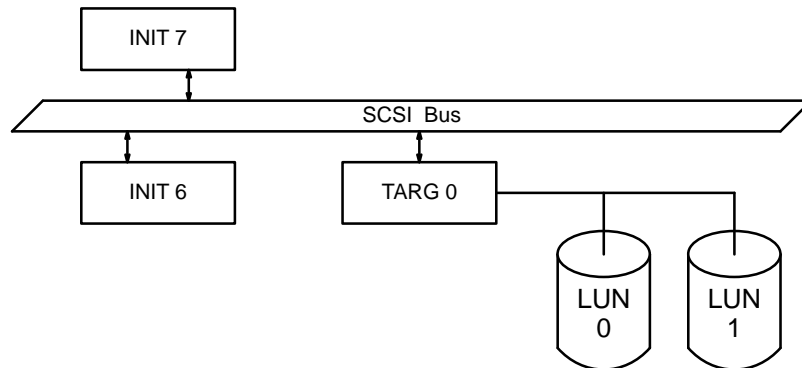 INIT 7
SCSI Bus
INIT 6
TARG 0
LUN
0
LUN
1